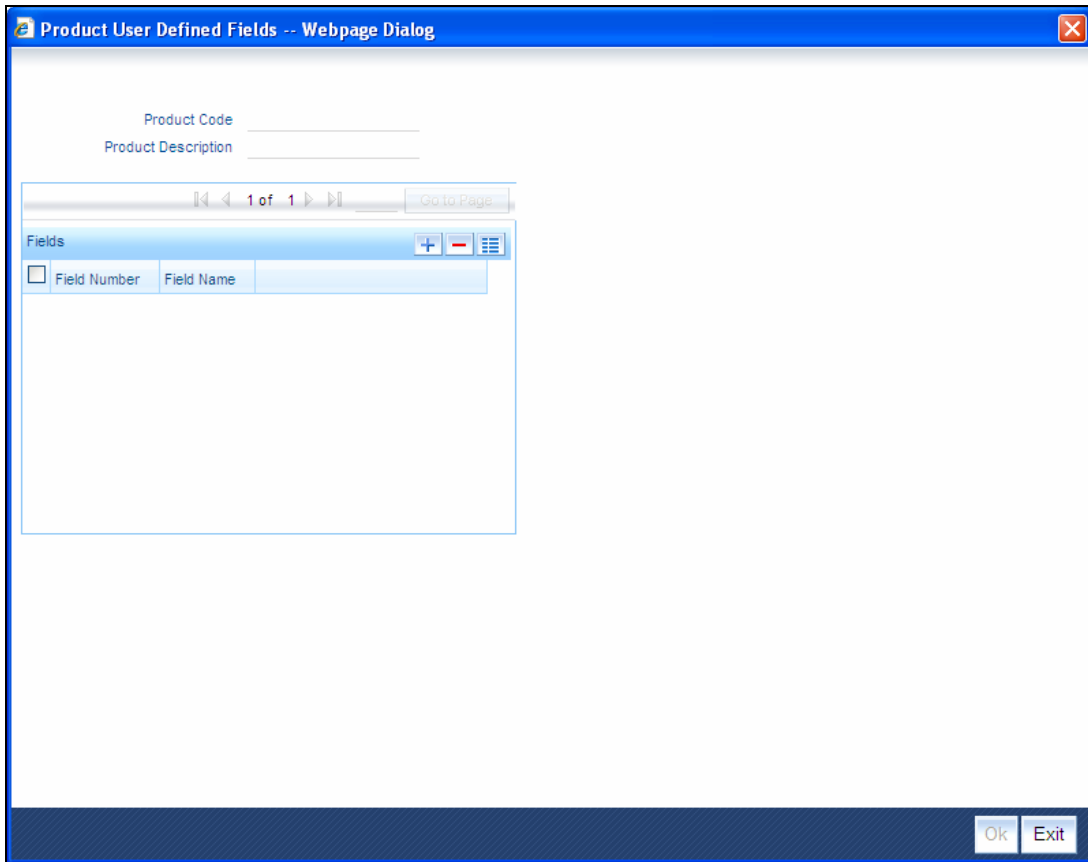 Product User Defined Fields -- Webpage Dialog
Product Code
Product Description
1 of 1 Go to Page
Fields
Field Number Field Name
Ok Exit